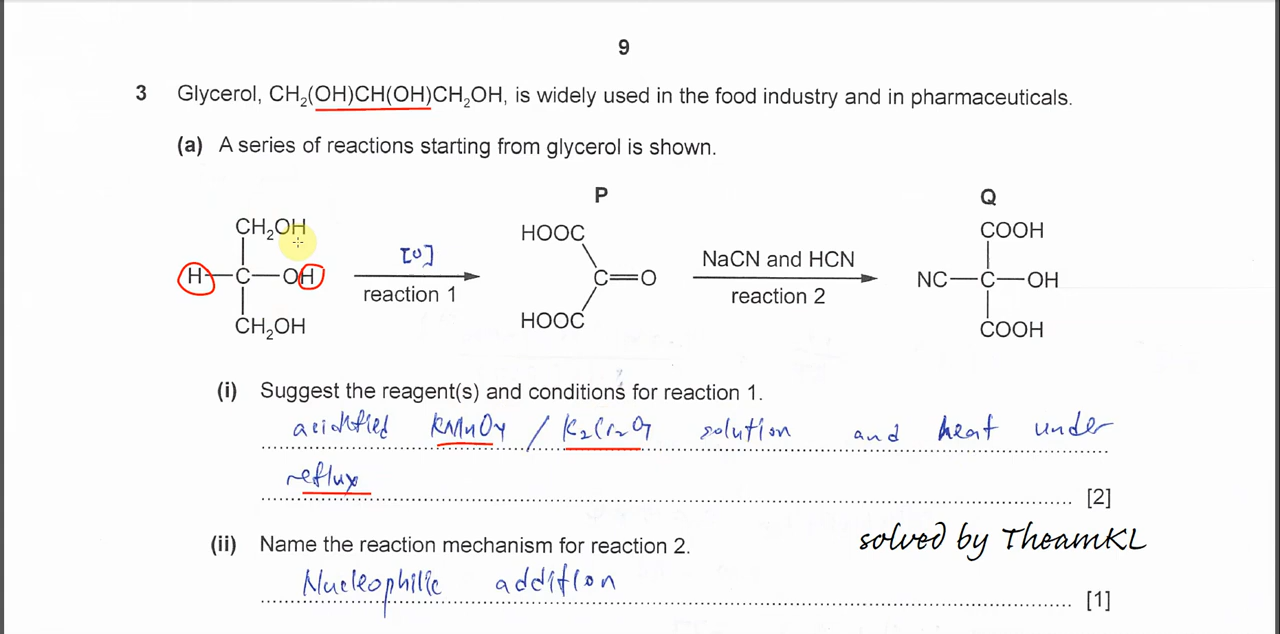 9
3 Glycerol, CH₂(OH)CH(OH)CH₂OH, is widely used in the food industry and in pharmaceuticals.
(a) A series of reactions starting from glycerol is shown.
P
Q
CH₂OH
H—C—OH
CH₂OH
[O]
reaction 1
HOOC
C=O
HOOC
NaCN and HCN
reaction 2
COOH
NC—C—OH
COOH
(i) Suggest the reagent(s) and conditions for reaction 1.
acidified KMnO4 / K2Cr2O7 solution and heat under
reflux
[2]
(ii) Name the reaction mechanism for reaction 2.
solved by TheamKL
Nucleophilic addition
[1]